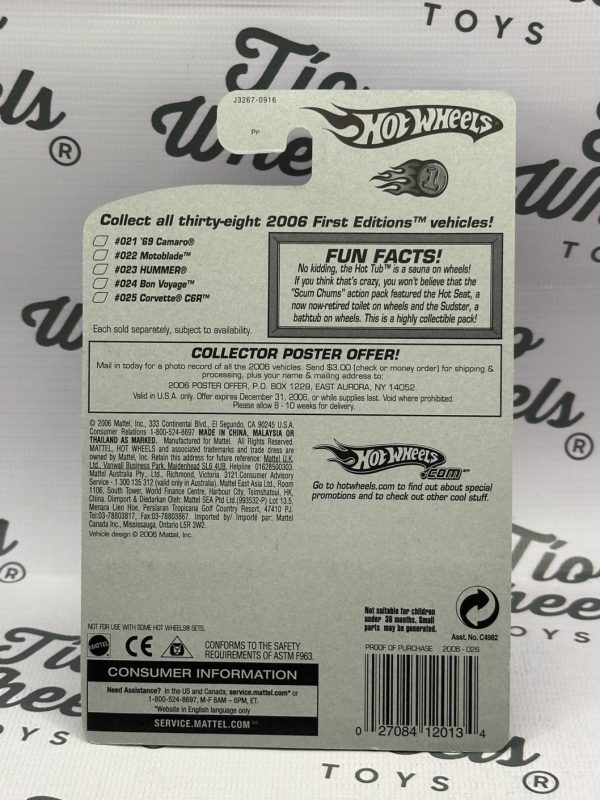 TOYS
Tío
Wheels
®
J3267-0916
PP
HOT WHEELS
1
Collect all thirty-eight 2006 First Editions™ vehicles!
#021 '69 Camaro®
#022 Motoblade™
#023 HUMMER®
#024 Bon Voyage™
#025 Corvette® C6R™
Each sold separately, subject to availability.
FUN FACTS!
No kidding, the Hot Tub™ is a sauna on wheels!
If you think that's crazy, you won't believe that the
"Scum Chums" action pack featured the Hot Seat, a
now now-retired toilet on wheels and the Sudster, a
bathtub on wheels. This is a highly collectible pack!
COLLECTOR POSTER OFFER!
Mail in today for a photo record of all the 2006 vehicles. Send $3.00 (check or money order) for shipping &
processing, plus your name & mailing address to:
2006 POSTER OFFER, P.O. BOX 1229, EAST AURORA, NY 14052.
Valid in U.S.A. only. Offer expires December 31, 2006, or while supplies last. Void where prohibited.
Please allow 8 - 10 weeks for delivery.
© 2006 Mattel, Inc., 333 Continental Blvd., El Segundo, CA 90245 U.S.A.
Consumer Relations 1-800-524-8697. MADE IN CHINA, MALAYSIA OR
THAILAND AS MARKED. Manufactured for Mattel. All Rights Reserved.
MATTEL, HOT WHEELS and associated trademarks and trade dress are
owned by Mattel, Inc. Retain this address for future reference: Mattel U.K.
Ltd., Vanwall Business Park, Maidenhead SL6 4UB. Helpline 01628500303.
Mattel Australia Pty., Ltd., Richmond, Victoria. 3121.Consumer Advisory
Service - 1 300 135 312 (valid only in Australia). Mattel East Asia Ltd., Room
1106, South Tower, World Finance Centre, Harbour City, Tsimshatsui, HK,
China. Diimport & Diedarkan Oleh: Mattel SEA Ptd Ltd.(993532-P) Lot 13.5,
Menara Lien Hoe, Persiaran Tropicana Golf Country Resort, 47410 PJ.
Tel:03-78803817, Fax:03-78803867. Imported by/ Importé par: Mattel
Canada Inc., Mississauga, Ontario L5R 3W2.
Vehicle design © 2006 Mattel, Inc.
HOT WHEELS
.COM™
Go to hotwheels.com to find out about special
promotions and to check out other cool stuff.
Not suitable for children
under 36 months. Small
parts may be generated.
Asst. No. C4982
NOT FOR USE WITH SOME HOT WHEELS® SETS.
MATTEL
CE
0-3
CONFORMS TO THE SAFETY
REQUIREMENTS OF ASTM F963.
PROOF OF PURCHASE 2006 - 026
CONSUMER INFORMATION
Need Assistance? In the US and Canada, service.mattel.com* or
1-800-524-8697, M-F 8AM – 6PM, ET.
*Website in English language only
SERVICE.MATTEL.COM™
0 27084 12013 4
Tío
Wheels
®
TOYS